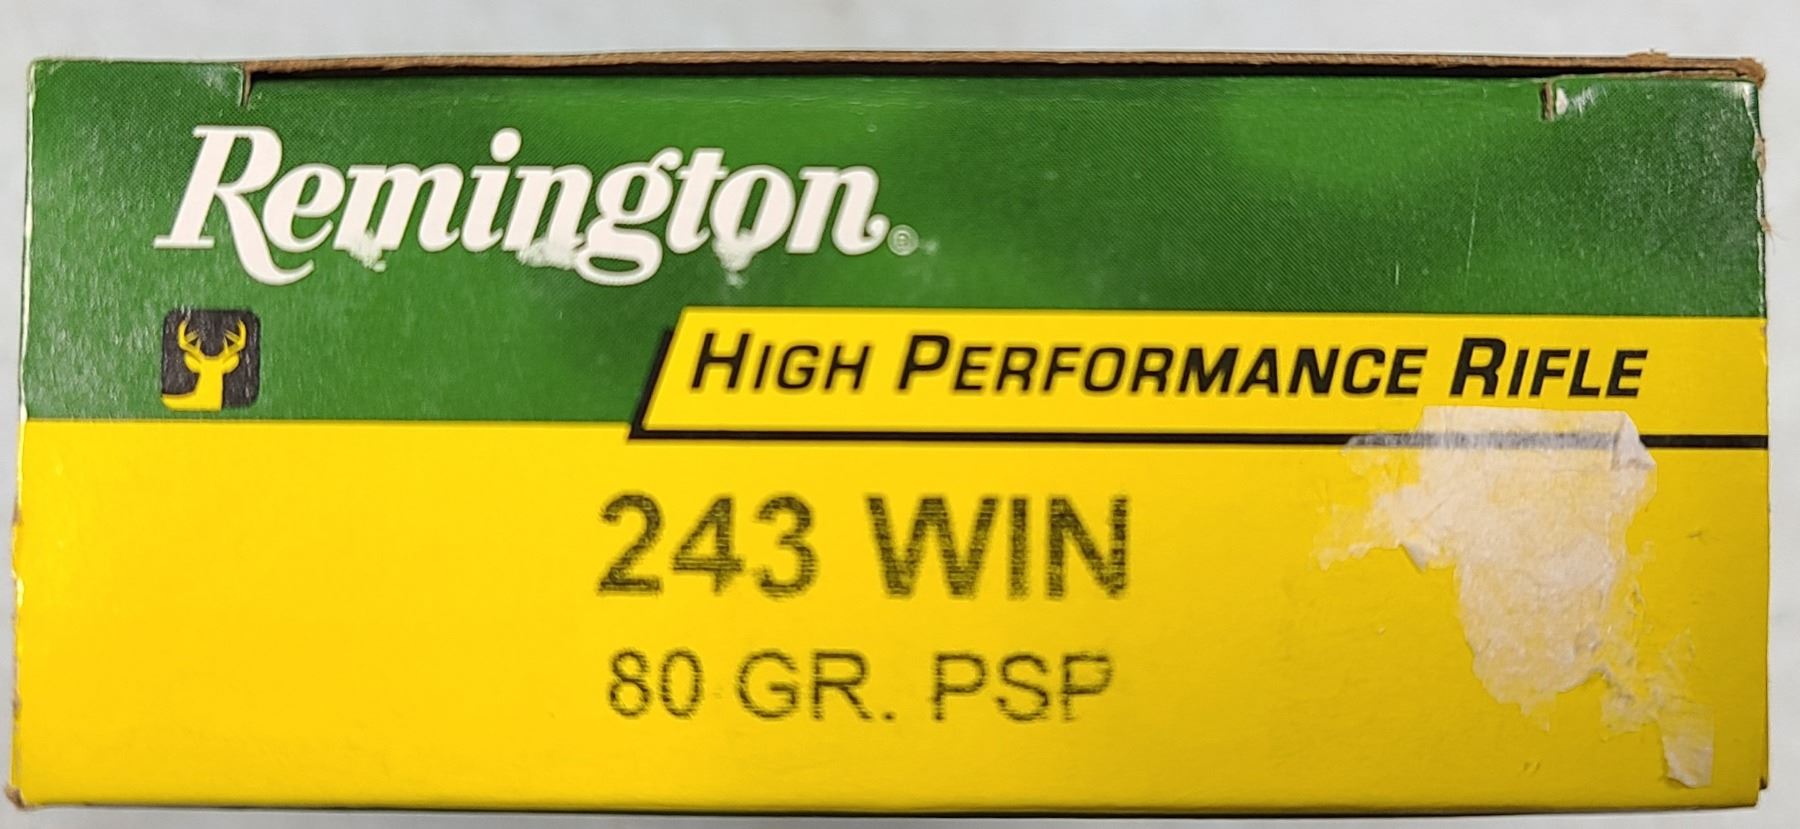 Remington®
HIGH PERFORMANCE RIFLE
243 WIN
80 GR. PSP